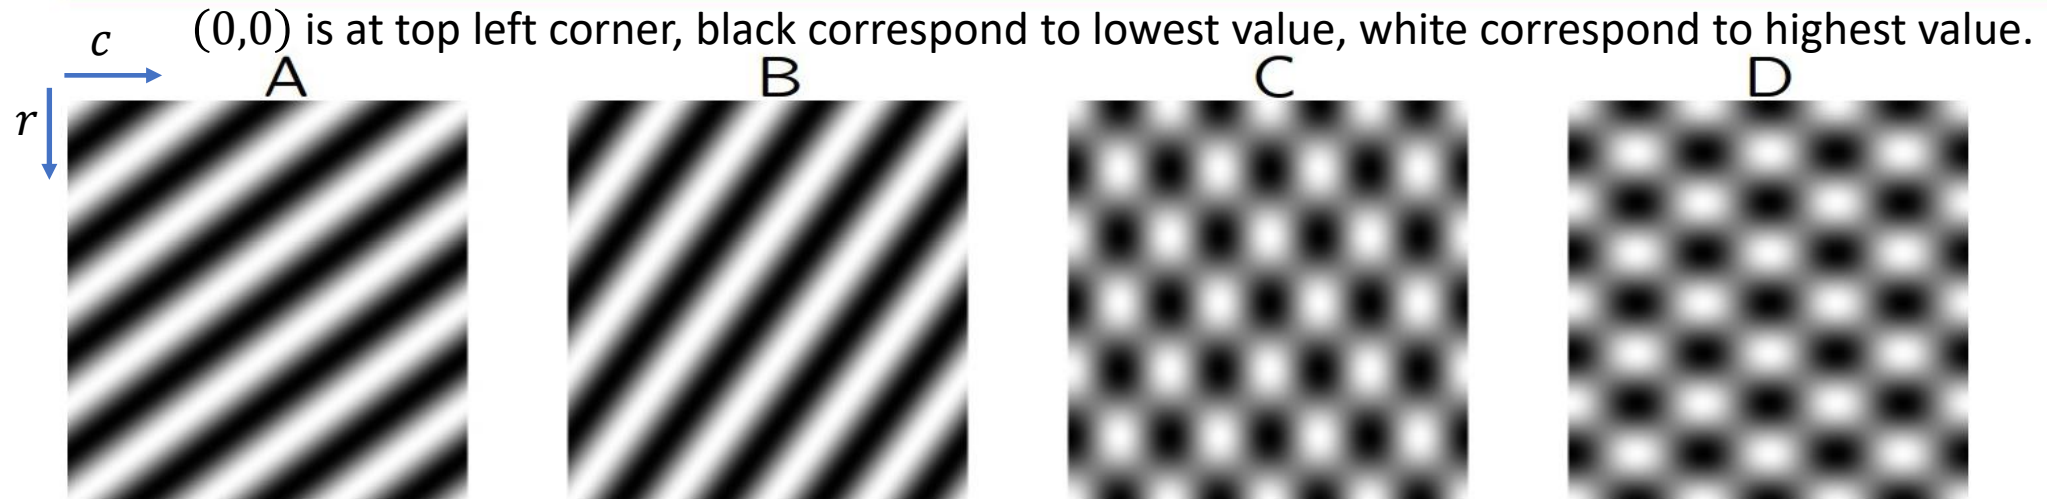 (0,0) is at top left corner, black correspond to lowest value, white correspond to highest value.
c
A B C D
r